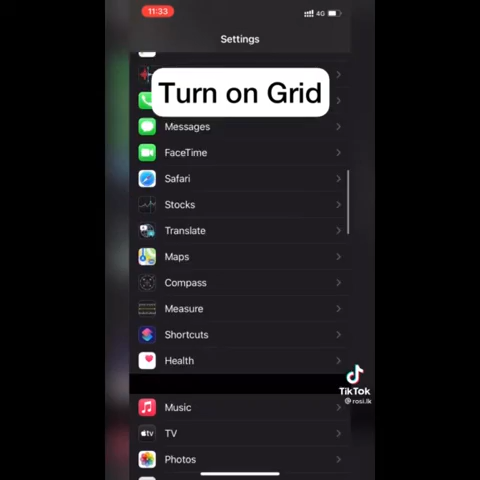 11:33
4G
Settings
Turn on Grid
Messages
FaceTime
Safari
Stocks
Translate
Maps
Compass
Measure
Shortcuts
Health
TikTok
@rosi.lk
Music
tv
TV
Photos